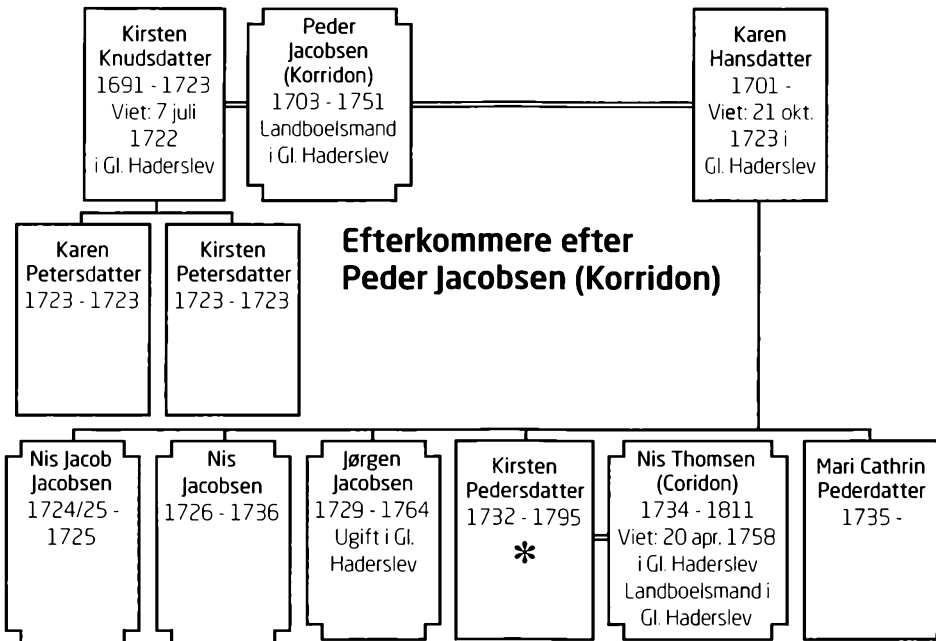 Kirsten
Knudsdatter
1691 - 1723
Viet: 7 juli
1722
i Gl. Haderslev
Peder
Jacobsen
(Korridon)
1703 - 1751
Landboelsmand
i Gl. Haderslev
Karen
Hansdatter
1701 -
Viet: 21 okt.
1723 i
Gl. Haderslev
Karen
Petersdatter
1723 - 1723
Kirsten
Petersdatter
1723 - 1723
Efterkommere efter
Peder Jacobsen (Korridon)
Nis Jacob
Jacobsen
1724/25 -
1725
Nis
Jacobsen
1726 - 1736
Jørgen
Jacobsen
1729 - 1764
Ugift i Gl.
Haderslev
Kirsten
Pedersdatter
1732 - 1795
*
Nis Thomsen
(Coridon)
1734 - 1811
Viet: 20 apr. 1758
i Gl. Haderslev
Landboelsmand i
Gl. Haderslev
Mari Cathrin
Pederdatter
1735 -